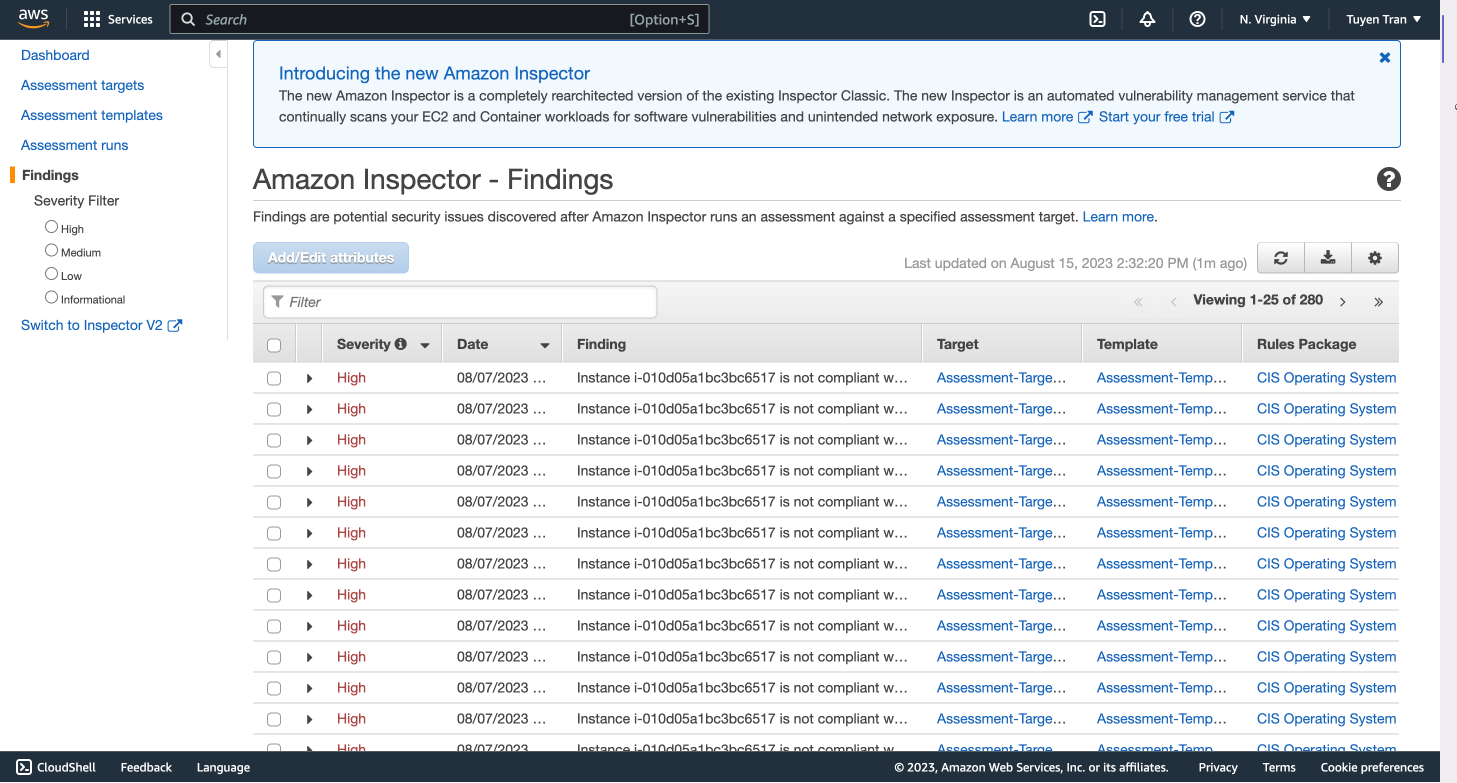 aws
Services
Search
[Option+S]
N. Virginia
Tuyen Tran
Dashboard
Assessment targets
Assessment templates
Assessment runs
Findings
Severity Filter
High
Medium
Low
Informational
Switch to Inspector V2
Introducing the new Amazon Inspector
The new Amazon Inspector is a completely rearchitected version of the existing Inspector Classic. The new Inspector is an automated vulnerability management service that
continually scans your EC2 and Container workloads for software vulnerabilities and unintended network exposure. Learn more Start your free trial
Amazon Inspector - Findings
Findings are potential security issues discovered after Amazon Inspector runs an assessment against a specified assessment target. Learn more.
Add/Edit attributes
Last updated on August 15, 2023 2:32:20 PM (1m ago)
Filter
« ‹ Viewing 1-25 of 280 › »
Severity Date Finding Target Template Rules Package
High 08/07/2023 ... Instance i-010d05a1bc3bc6517 is not compliant w... Assessment-Targe... Assessment-Temp... CIS Operating System
High 08/07/2023 ... Instance i-010d05a1bc3bc6517 is not compliant w... Assessment-Targe... Assessment-Temp... CIS Operating System
High 08/07/2023 ... Instance i-010d05a1bc3bc6517 is not compliant w... Assessment-Targe... Assessment-Temp... CIS Operating System
High 08/07/2023 ... Instance i-010d05a1bc3bc6517 is not compliant w... Assessment-Targe... Assessment-Temp... CIS Operating System
High 08/07/2023 ... Instance i-010d05a1bc3bc6517 is not compliant w... Assessment-Targe... Assessment-Temp... CIS Operating System
High 08/07/2023 ... Instance i-010d05a1bc3bc6517 is not compliant w... Assessment-Targe... Assessment-Temp... CIS Operating System
High 08/07/2023 ... Instance i-010d05a1bc3bc6517 is not compliant w... Assessment-Targe... Assessment-Temp... CIS Operating System
High 08/07/2023 ... Instance i-010d05a1bc3bc6517 is not compliant w... Assessment-Targe... Assessment-Temp... CIS Operating System
High 08/07/2023 ... Instance i-010d05a1bc3bc6517 is not compliant w... Assessment-Targe... Assessment-Temp... CIS Operating System
High 08/07/2023 ... Instance i-010d05a1bc3bc6517 is not compliant w... Assessment-Targe... Assessment-Temp... CIS Operating System
High 08/07/2023 ... Instance i-010d05a1bc3bc6517 is not compliant w... Assessment-Targe... Assessment-Temp... CIS Operating System
High 08/07/2023 ... Instance i-010d05a1bc3bc6517 is not compliant w... Assessment-Targe... Assessment-Temp... CIS Operating System
High 08/07/2023 ... Instance i-010d05a1bc3bc6517 is not compliant w... Assessment-Targe... Assessment-Temp... CIS Operating System
CloudShell Feedback Language © 2023, Amazon Web Services, Inc. or its affiliates. Privacy Terms Cookie preferences